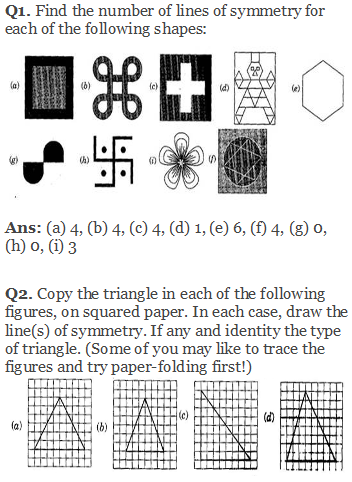 Q1. Find the number of lines of symmetry for
each of the following shapes:
(a) (b) (c) (d) (e)
(g) (h) (i) (f)
Ans: (a) 4, (b) 4, (c) 4, (d) 1, (e) 6, (f) 4, (g) 0,
(h) 0, (i) 3
Q2. Copy the triangle in each of the following
figures, on squared paper. In each case, draw the
line(s) of symmetry. If any and identity the type
of triangle. (Some of you may like to trace the
figures and try paper-folding first!)
(a) (b) (c) (d)